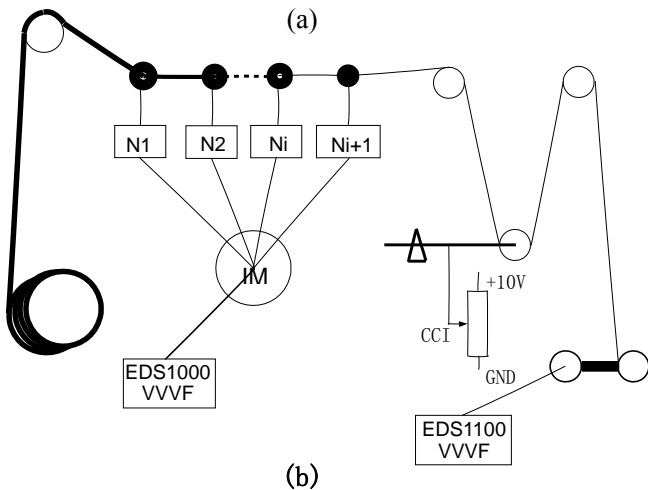 (a)
N1 N2 Ni Ni+1
IM
+10V
CCI
GND
EDS1000
VVVF
EDS1100
VVVF
(b)